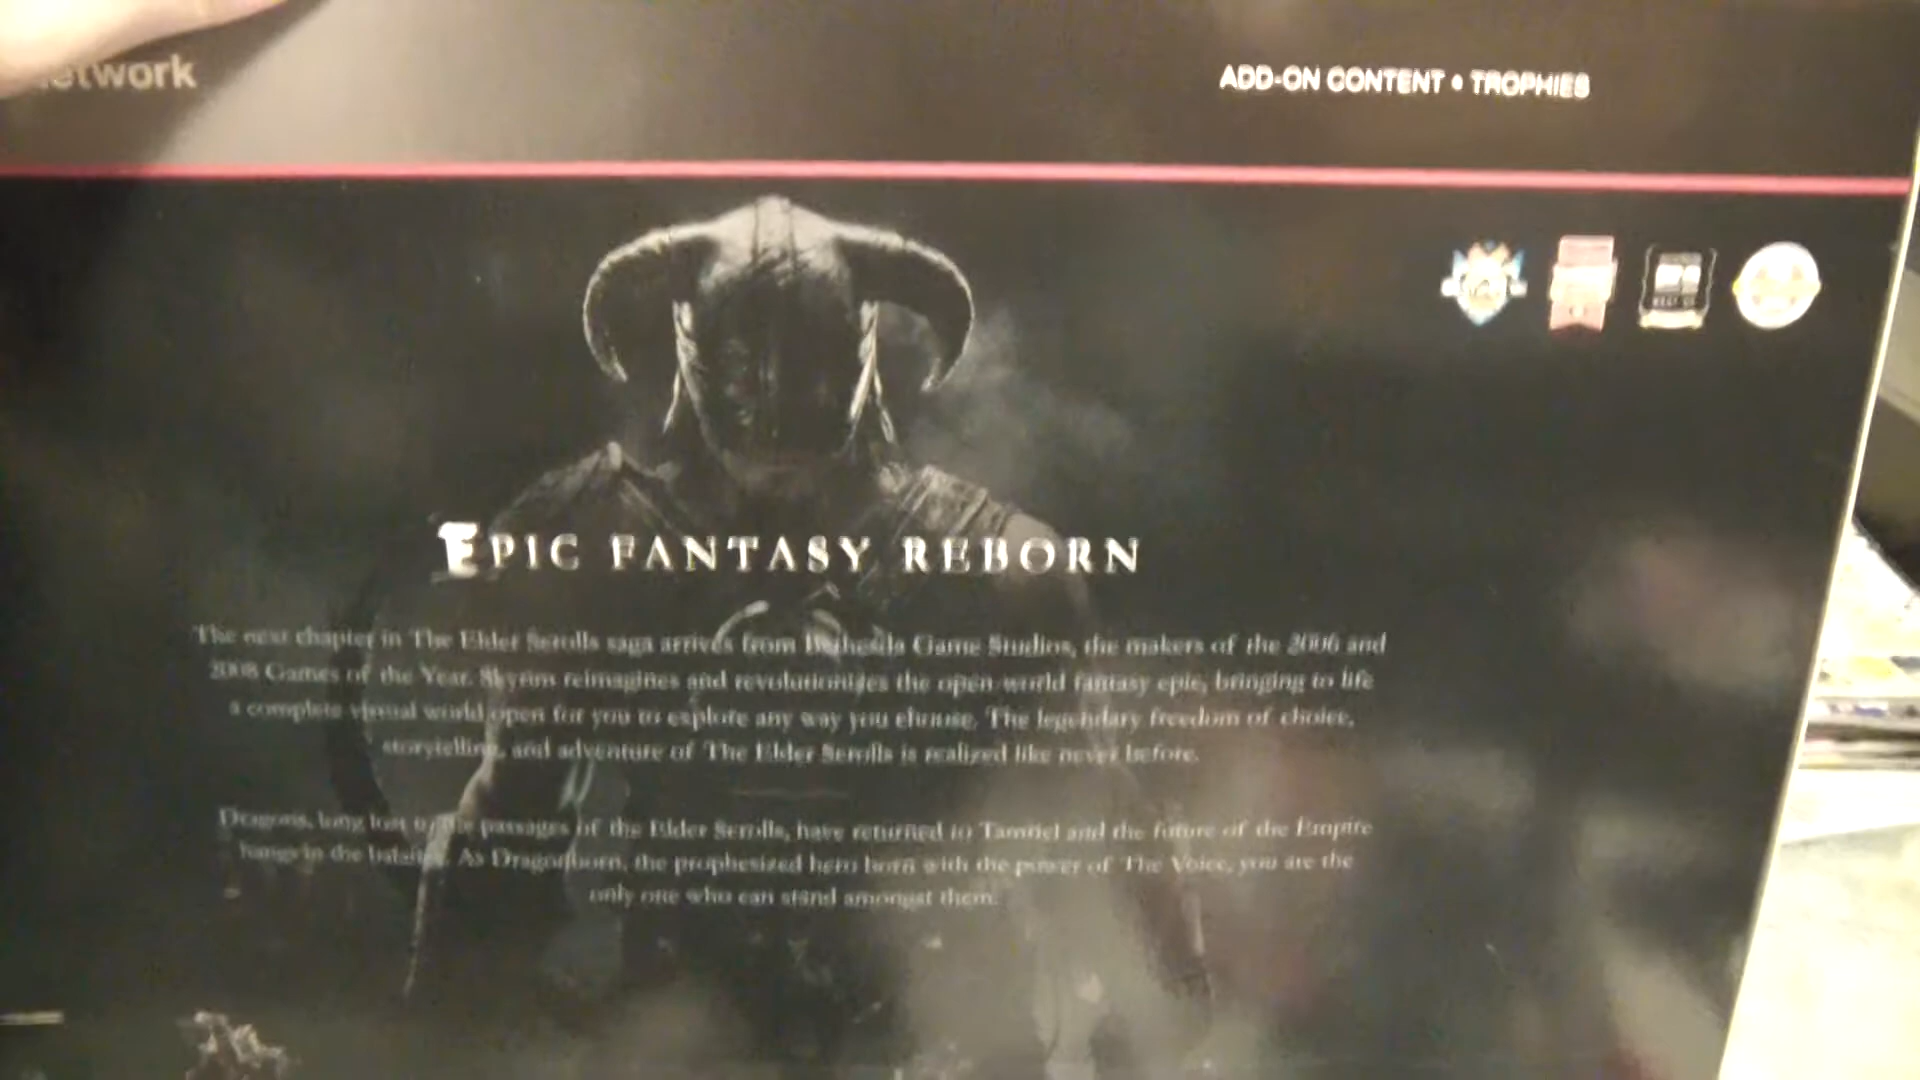 etwork
ADD-ON CONTENT • TROPHIES
EPIC FANTASY REBORN
The next chapter in The Elder Scrolls saga arrives from Bethesda Game Studios, the makers of the 2006 and
2008 Games of the Year. Skyrim reimagines and revolutionizes the open-world fantasy epic, bringing to life
a complete virtual world open for you to explore any way you choose. The legendary freedom of choice,
storytelling, and adventure of The Elder Scrolls is realized like never before.
Dragons, long lost to the passages of the Elder Scrolls, have returned to Tamriel and the future of the Empire
hangs in the balance. As Dragonborn, the prophesized hero born with the power of The Voice, you are the
only one who can stand amongst them.